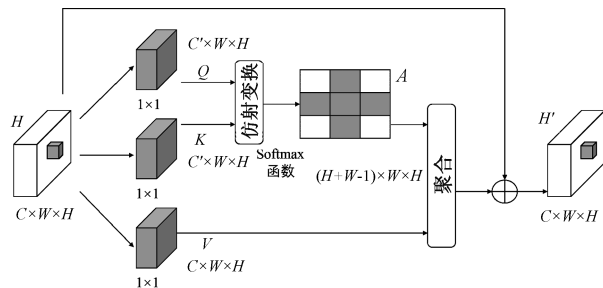 C′×W×H
Q
1×1
仿射变换
A
H
K
C′×W×H
Softmax
函数
(H+W-1)×W×H
聚合
H′
C×W×H
1×1
C×W×H
V
C×W×H
1×1